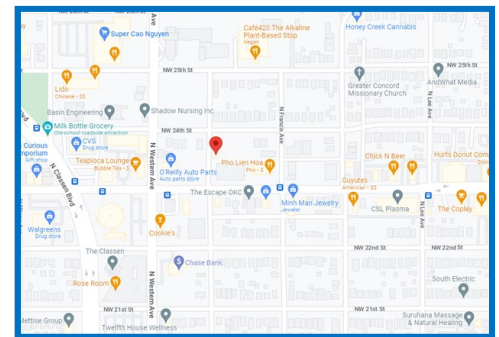 Super Cao Nguyen
Café420 The Alkaline
Plant-Based Stop
Vegan
Honey Creek Cannabis
NW 25th St
NW 25th St
Lido
Chinese • $$
Greater Concord
Missionary Church
AndWhat Media
Basin Engineering
Shadow Nursing Inc
N Lee Ave
N Francis Ave
Milk Bottle Grocery
Old-school roadside attraction
NW 24th St
CVS
Drug store
Curious
Emporium
Gift shop
Teapioca Lounge
Bubble Tea • $
O'Reilly Auto Parts
Auto parts store
Pho Lien Hoa
Pho • $
Chick N Beer
Hurts Donut Com
N Western Ave
N Classen Blvd
The Escape OKC
Minh Man Jewelry
Jeweler
Guyutes
American • $$
CSL Plasma
The Copley
Walgreens
Drug store
Cookie's
N Lee Ave
The Classen
NW 22nd St
NW 22nd St
Chase Bank
Rose Room
N Western Ave
South Electric
NW 21st St
NW 21st St
Mettise Group
Twelfth House Wellness
Suruhana Massage
& Natural Healing